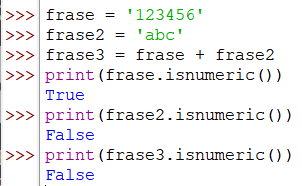 >>> frase = '123456'
>>> frase2 = 'abc'
>>> frase3 = frase + frase2
>>> print(frase.isnumeric())
True
>>> print(frase2.isnumeric())
False
>>> print(frase3.isnumeric())
False